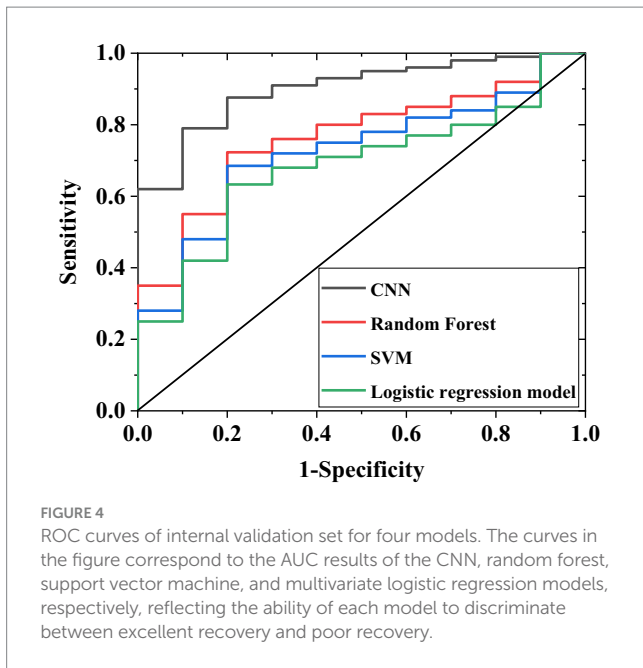 1.0
0.8
0.6
0.4
0.2
0.0
Sensitivity
CNN
Random Forest
SVM
Logistic regression model
0.0 0.2 0.4 0.6 0.8 1.0
1-Specificity
FIGURE 4
ROC curves of internal validation set for four models. The curves in
the figure correspond to the AUC results of the CNN, random forest,
support vector machine, and multivariate logistic regression models,
respectively, reflecting the ability of each model to discriminate
between excellent recovery and poor recovery.